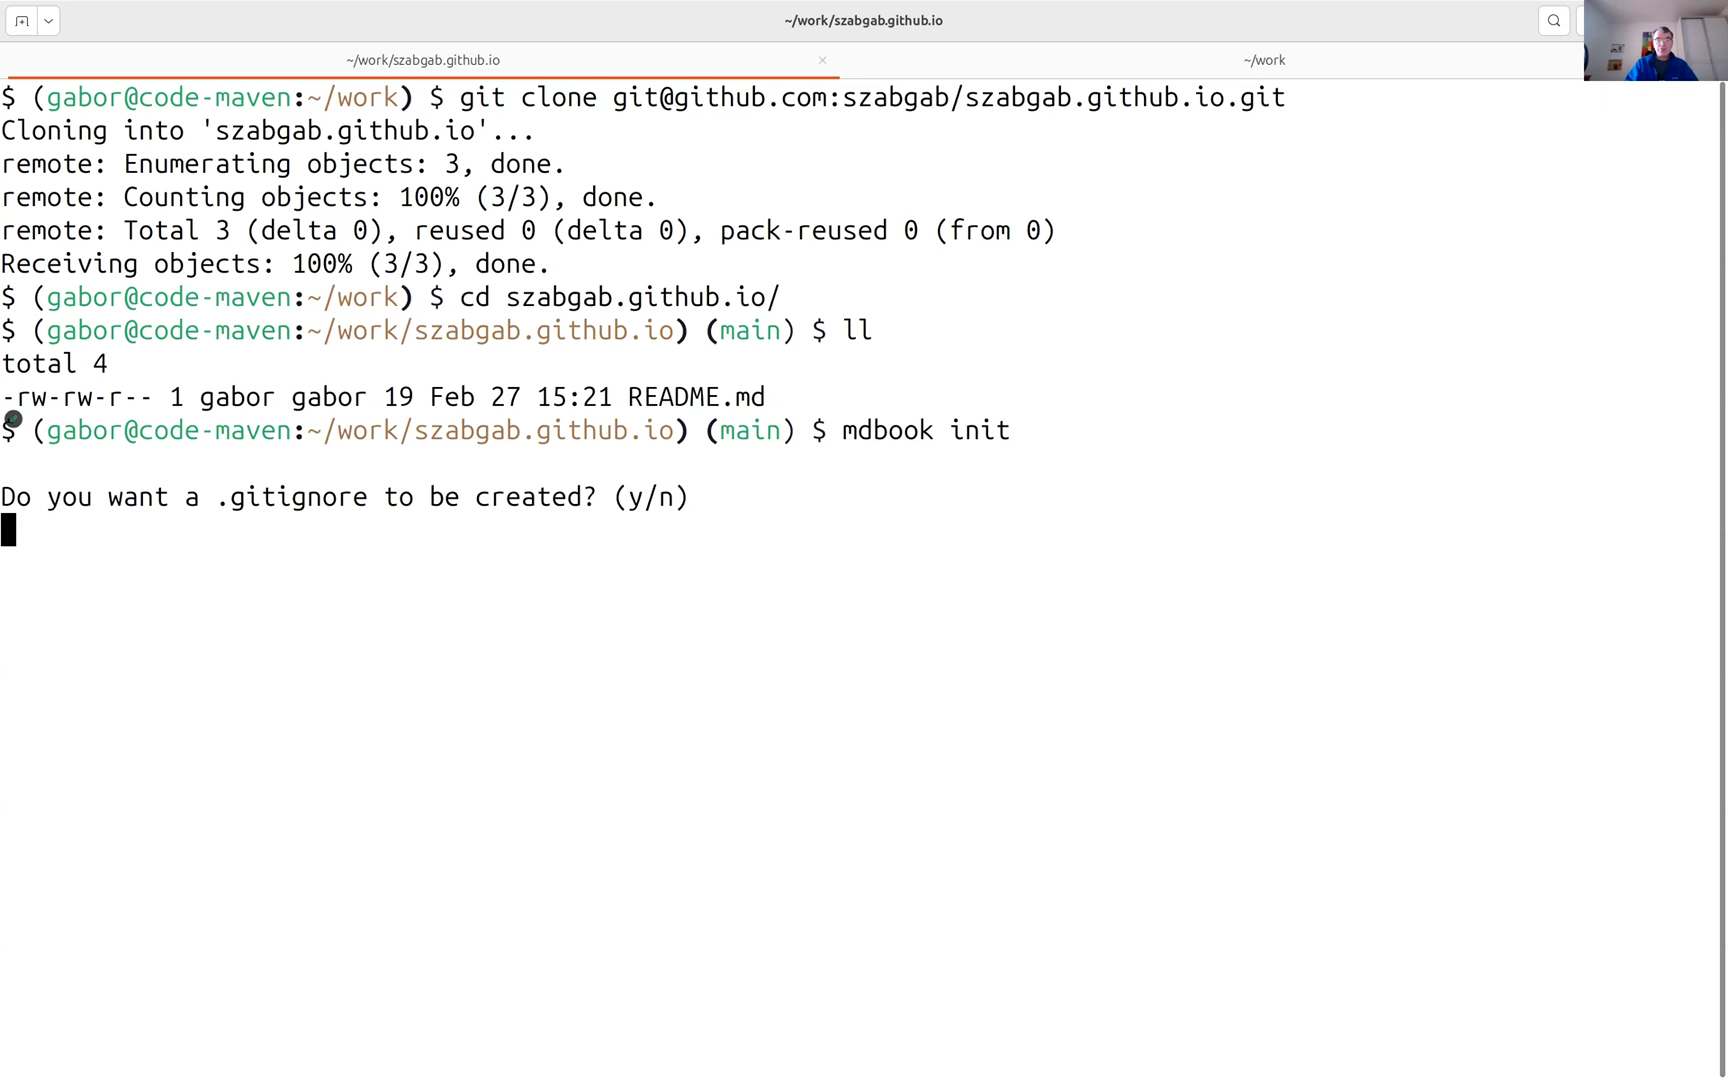 ~/work/szabgab.github.io
~/work/szabgab.github.io
~/work
$ (gabor@code-maven:~/work) $ git clone git@github.com:szabgab/szabgab.github.io.git
Cloning into 'szabgab.github.io'...
remote: Enumerating objects: 3, done.
remote: Counting objects: 100% (3/3), done.
remote: Total 3 (delta 0), reused 0 (delta 0), pack-reused 0 (from 0)
Receiving objects: 100% (3/3), done.
$ (gabor@code-maven:~/work) $ cd szabgab.github.io/
$ (gabor@code-maven:~/work/szabgab.github.io) (main) $ ll
total 4
-rw-rw-r-- 1 gabor gabor 19 Feb 27 15:21 README.md
$ (gabor@code-maven:~/work/szabgab.github.io) (main) $ mdbook init
Do you want a .gitignore to be created? (y/n)